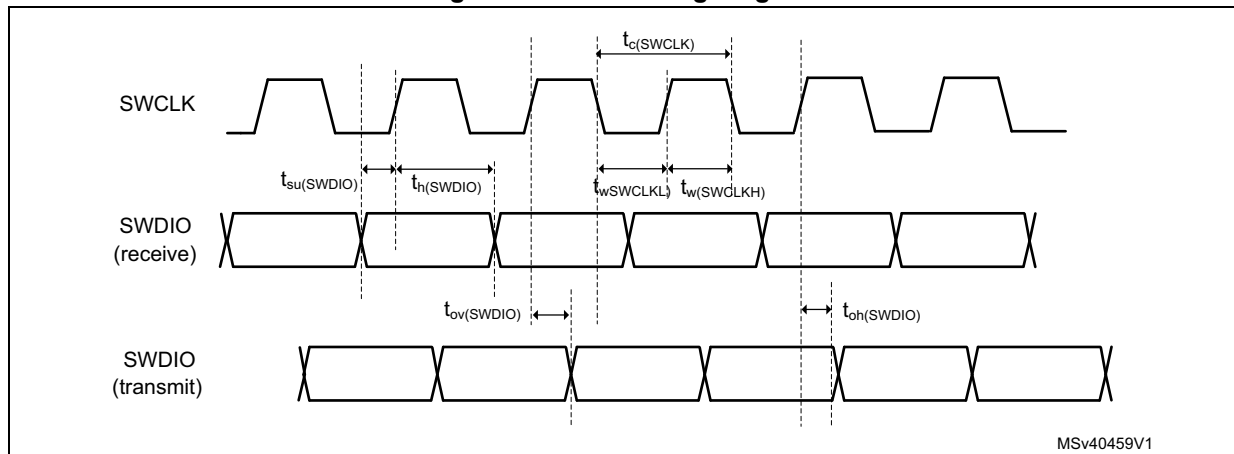 tc(SWCLK)
SWCLK
tsu(SWDIO) th(SWDIO) twSWCLKL) tw(SWCLKH)
SWDIO
(receive)
tov(SWDIO) toh(SWDIO)
SWDIO
(transmit)
MSv40459V1